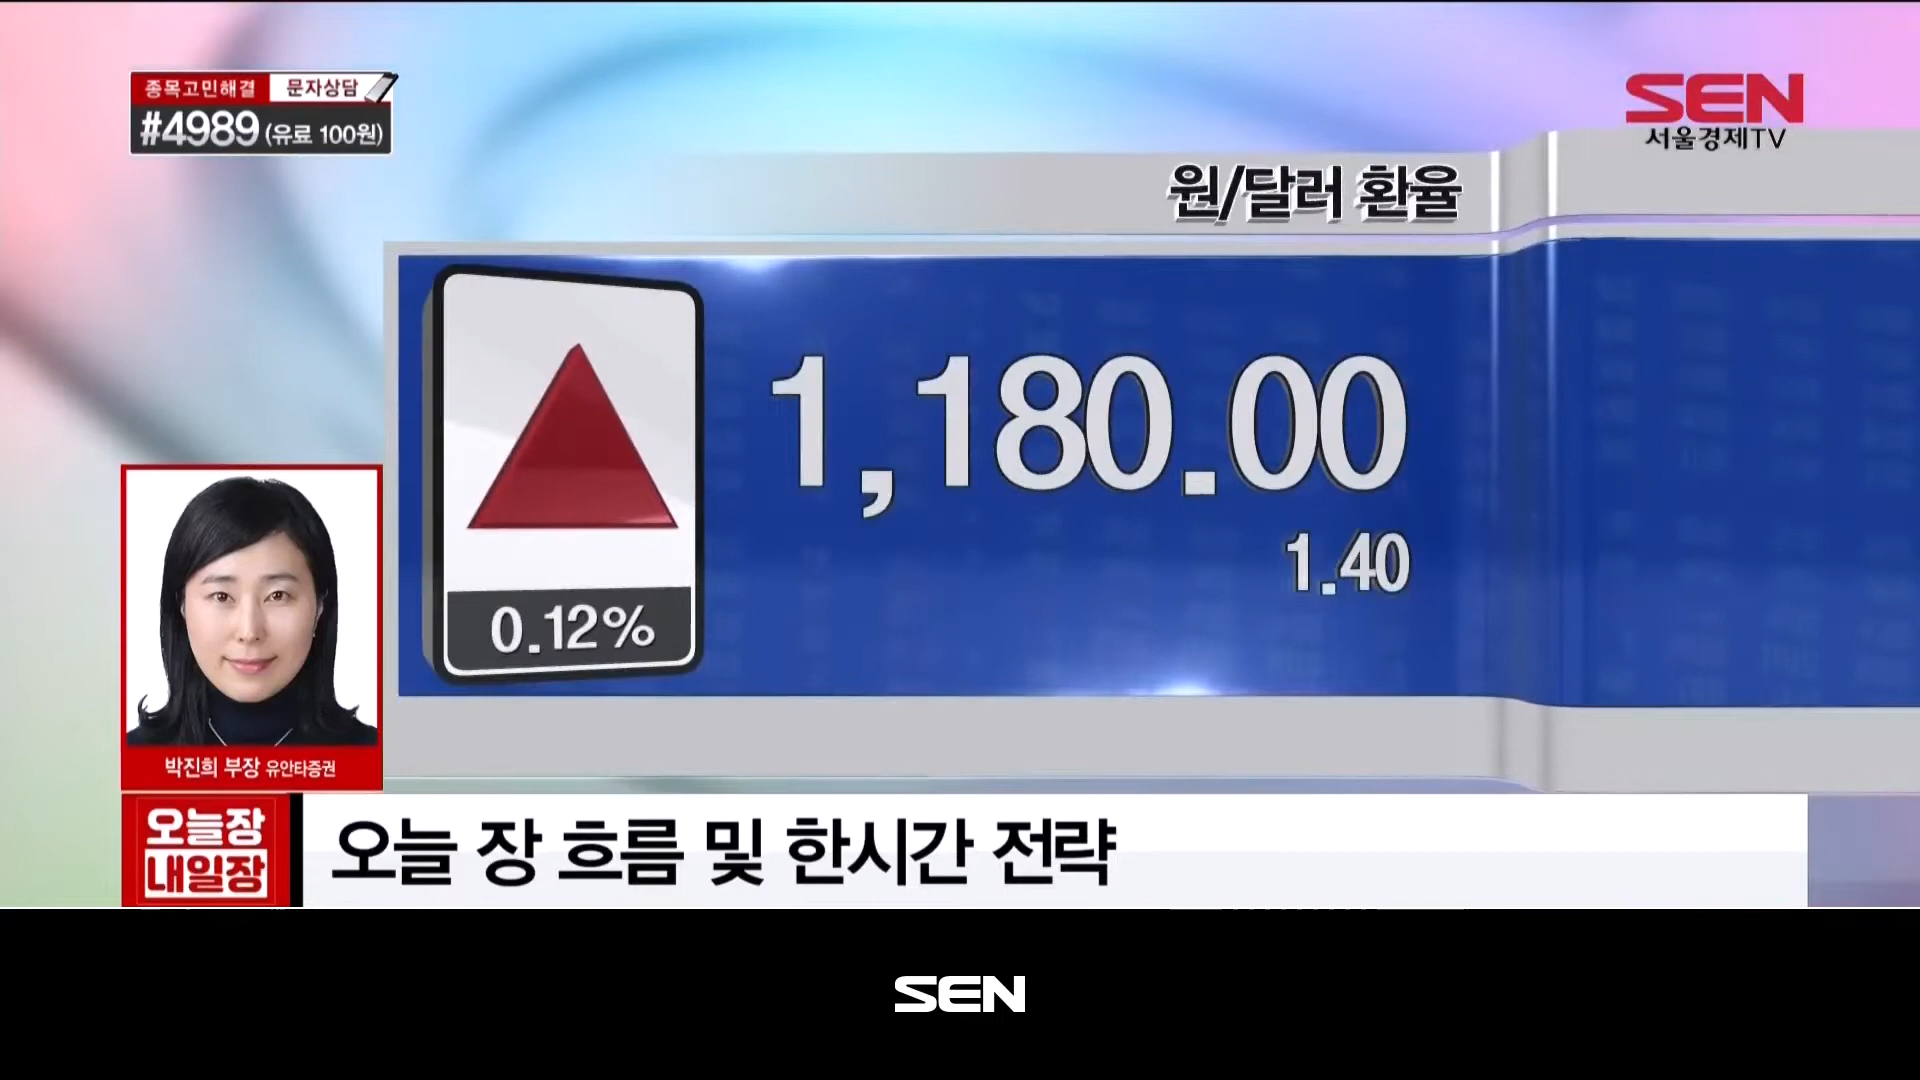 종목고민해결 문자상담
#4989 (유료 100원)
SEN
서울경제TV
원/달러 환율
1,180.00
1.40
0.12%
박진희 부장 유안타증권
오늘장
내일장
오늘 장 흐름 및 한시간 전략
SEN